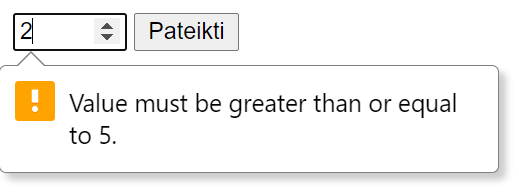 2 Pateikti
Value must be greater than or equal
to 5.